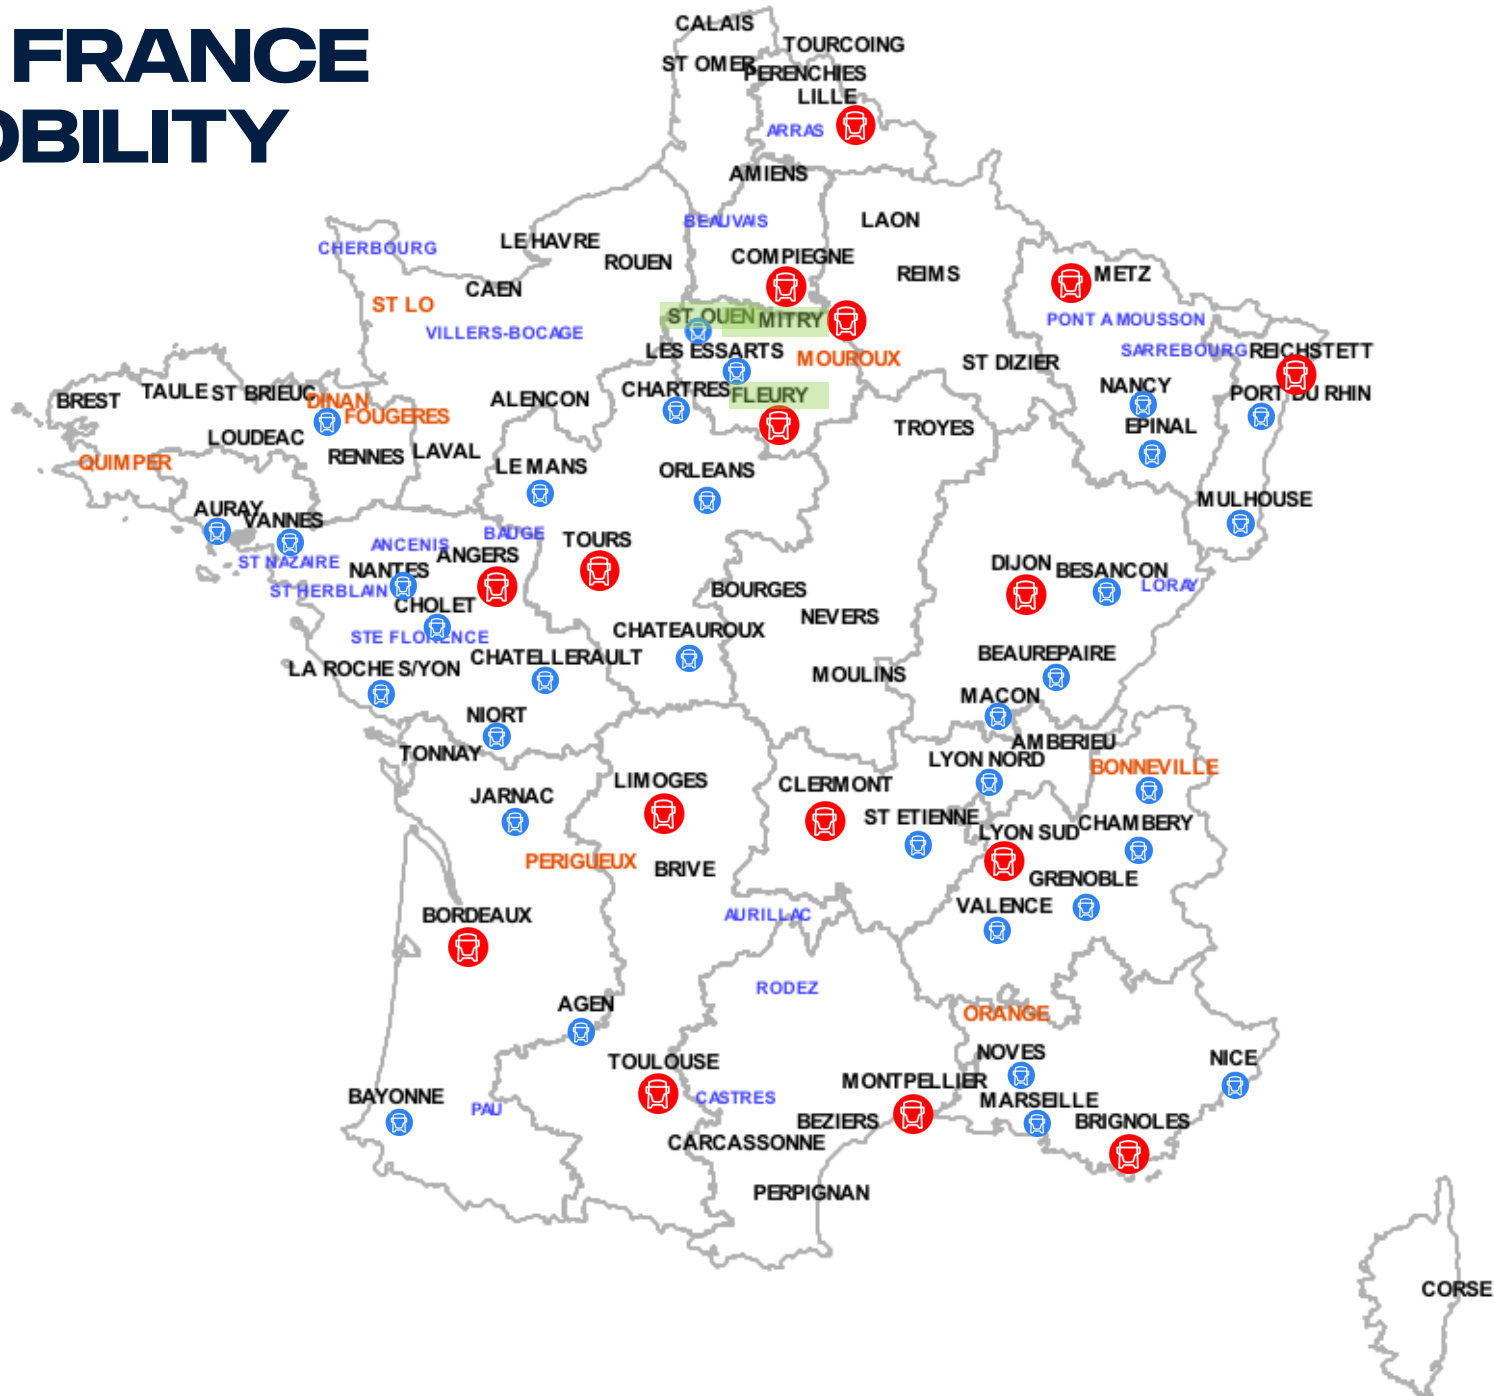 FRANCE
OBILITY
CALAIS
TOURCOING
ST OMER
PERENCHIES
LILLE
ARRAS
AMIENS
BEAUVAIS
LAON
CHERBOURG
LE HAVRE
ROUEN
COMPIEGNE
REIMS
METZ
CAEN
ST LO
ST OUEN
MITRY
PONT A MOUSSON
VILLERS-BOCAGE
LES ESSARTS
MOUROUX
ST DIZIER
SARREBOURG
REICHSTETT
BREST
TAULE
ST BRIEUC
DINAN
FOUGERES
ALENCON
CHARTRES
FLEURY
NANCY
PORT DU RHIN
TROYES
EPINAL
LOUDEAC
RENNES
LAVAL
QUIMPER
LE MANS
ORLEANS
MULHOUSE
AURAY
VANNES
ANCENIS
BAUGE
TOURS
ST NAZAIRE
ANGERS
NANTES
DIJON
BESANCON
LORAY
ST HERBLAIN
CHOLET
BOURGES
NEVERS
STE FLORENCE
CHATEAUROUX
LA ROCHE S/YON
CHATELLERAULT
BEAUREPAIRE
MOULINS
MACON
NIORT
TONNAY
AMBERIEU
LYON NORD
BONNEVILLE
JARNAC
LIMOGES
CLERMONT
ST ETIENNE
LYON SUD
CHAMBERY
PERIGUEUX
BRIVE
GRENOBLE
BORDEAUX
AURILLAC
VALENCE
RODEZ
AGEN
ORANGE
NOVES
NICE
TOULOUSE
MONTPELLIER
BAYONNE
PAU
CASTRES
MARSEILLE
BEZIERS
BRIGNOLES
CARCASSONNE
PERPIGNAN
CORSE